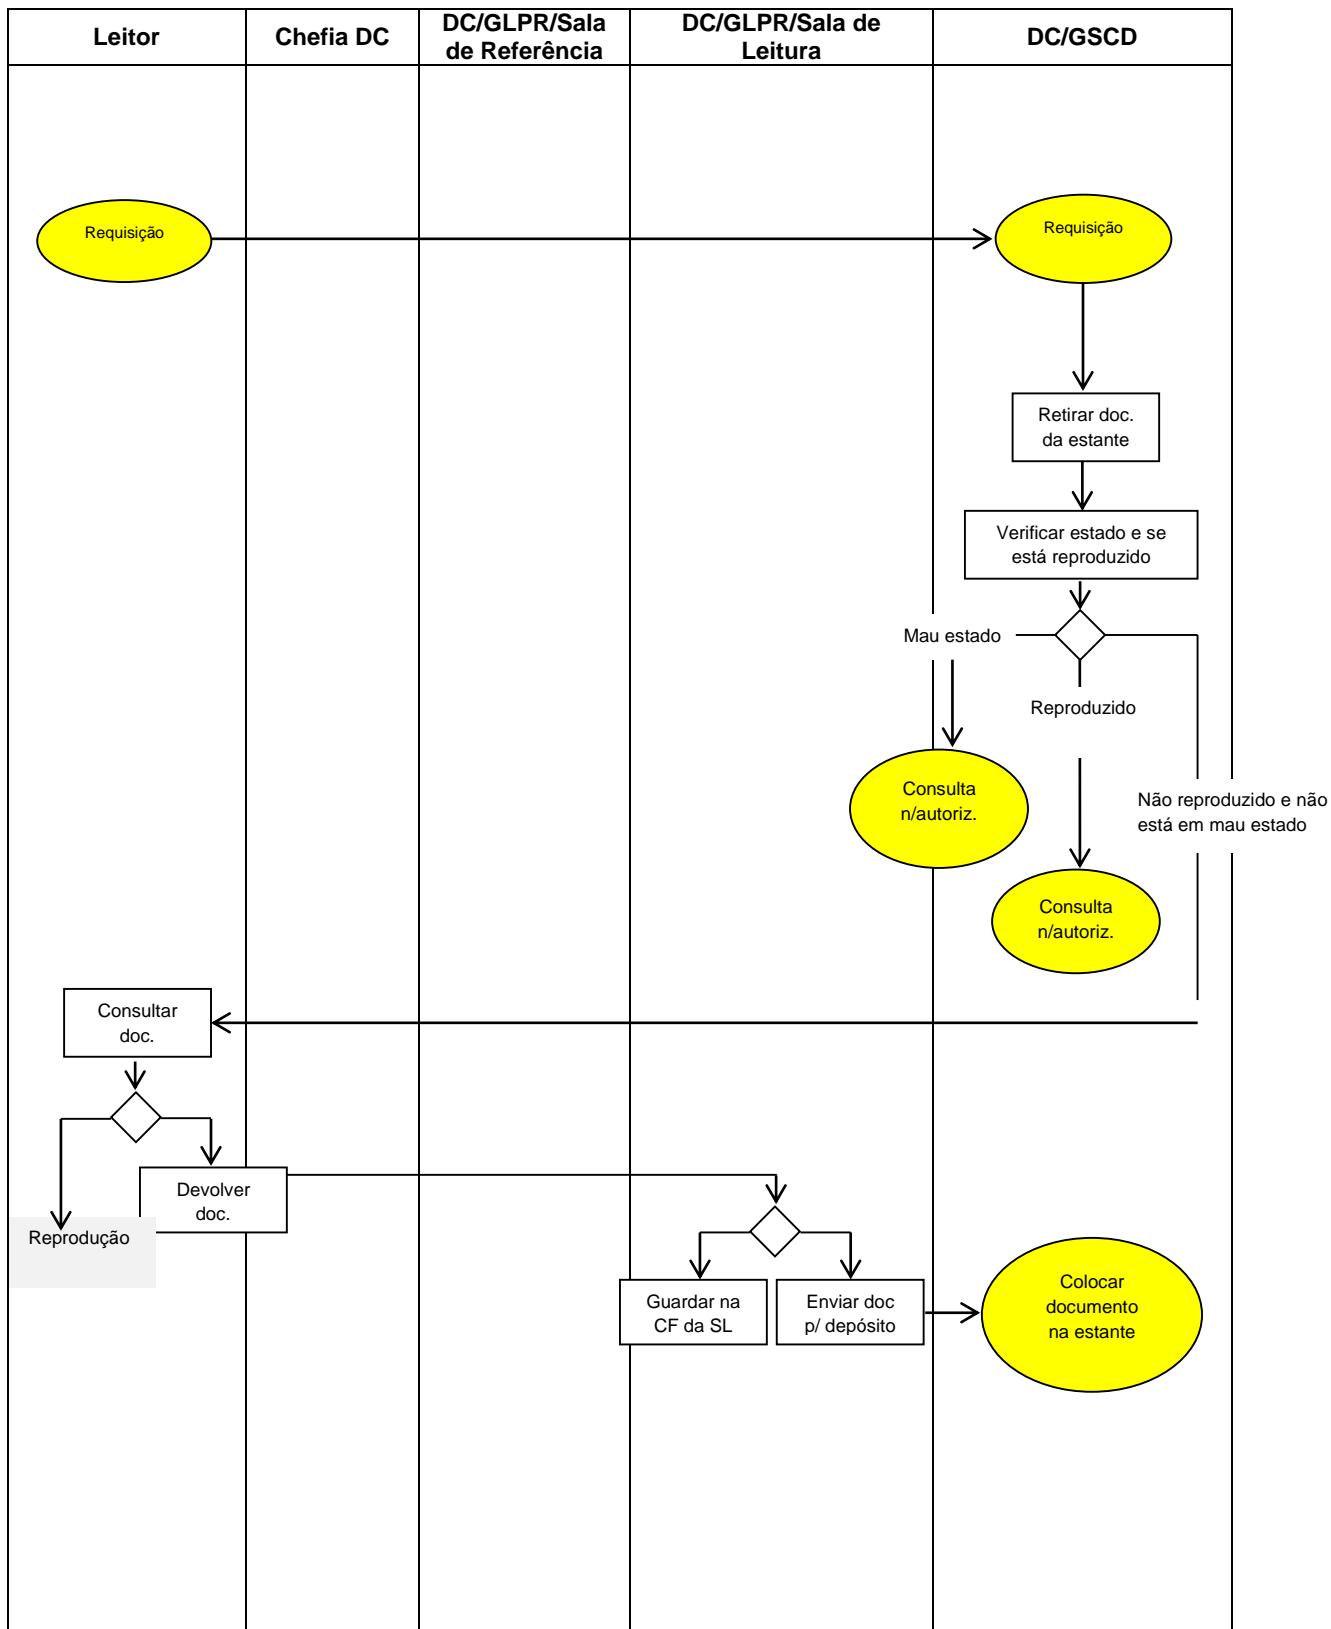 Leitor
Chefia DC
DC/GLPR/Sala
de Referência
DC/GLPR/Sala de
Leitura
DC/GSCD
Requisição
Requisição
Retirar doc.
da estante
Verificar estado e se
está reproduzido
Mau estado
Reproduzido
Consulta
n/autoriz.
Não reproduzido e não
está em mau estado
Consulta
n/autoriz.
Consultar
doc.
Devolver
doc.
Reprodução
Guardar na
CF da SL
Enviar doc
p/ depósito
Colocar
documento
na estante